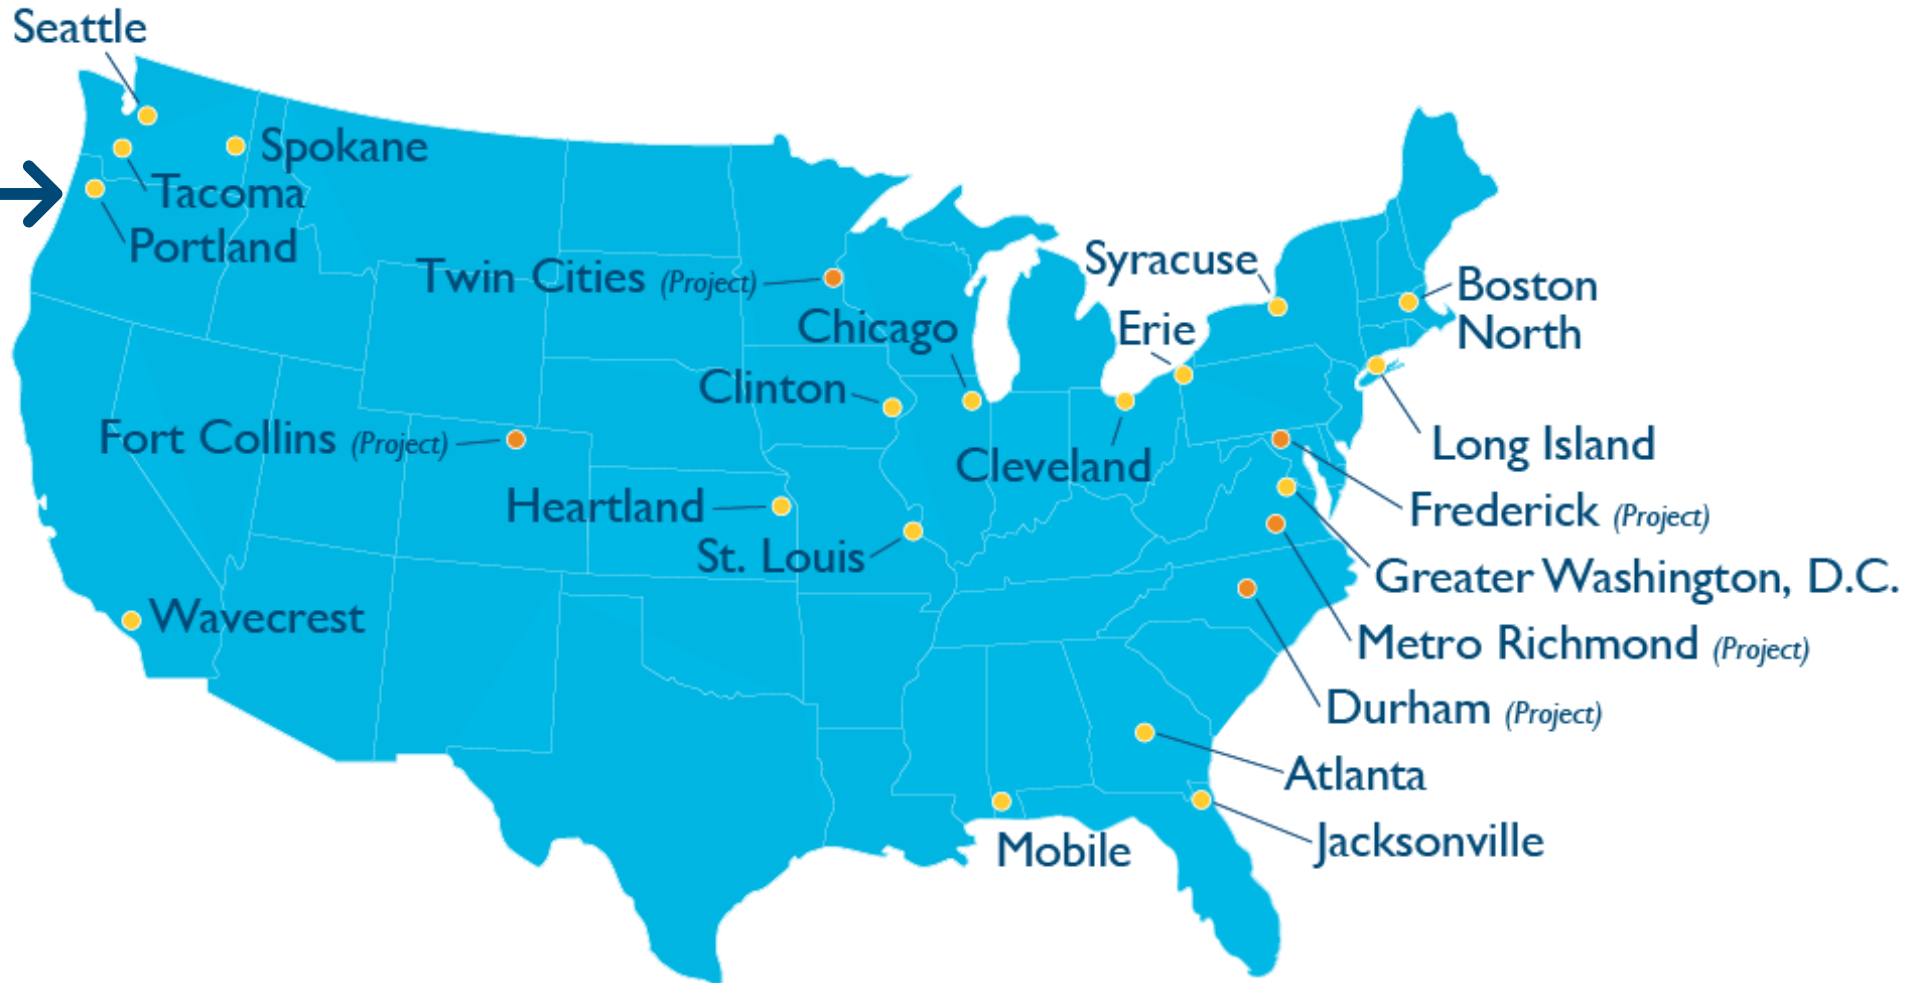 Seattle
Spokane
Tacoma
Portland
Twin Cities (Project)
Syracuse
Boston
North
Erie
Chicago
Clinton
Fort Collins (Project)
Long Island
Cleveland
Heartland
Frederick (Project)
St. Louis
Greater Washington, D.C.
Wavecrest
Metro Richmond (Project)
Durham (Project)
Atlanta
Jacksonville
Mobile